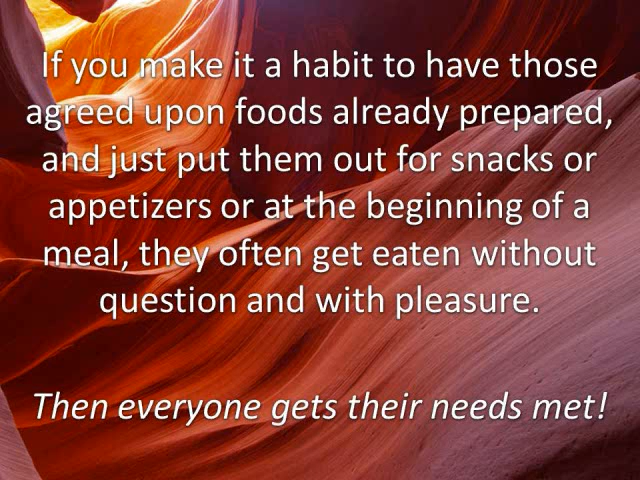 If you make it a habit to have those
agreed upon foods already prepared,
and just put them out for snacks or
appetizers or at the beginning of a
meal, they often get eaten without
question and with pleasure.
Then everyone gets their needs met!